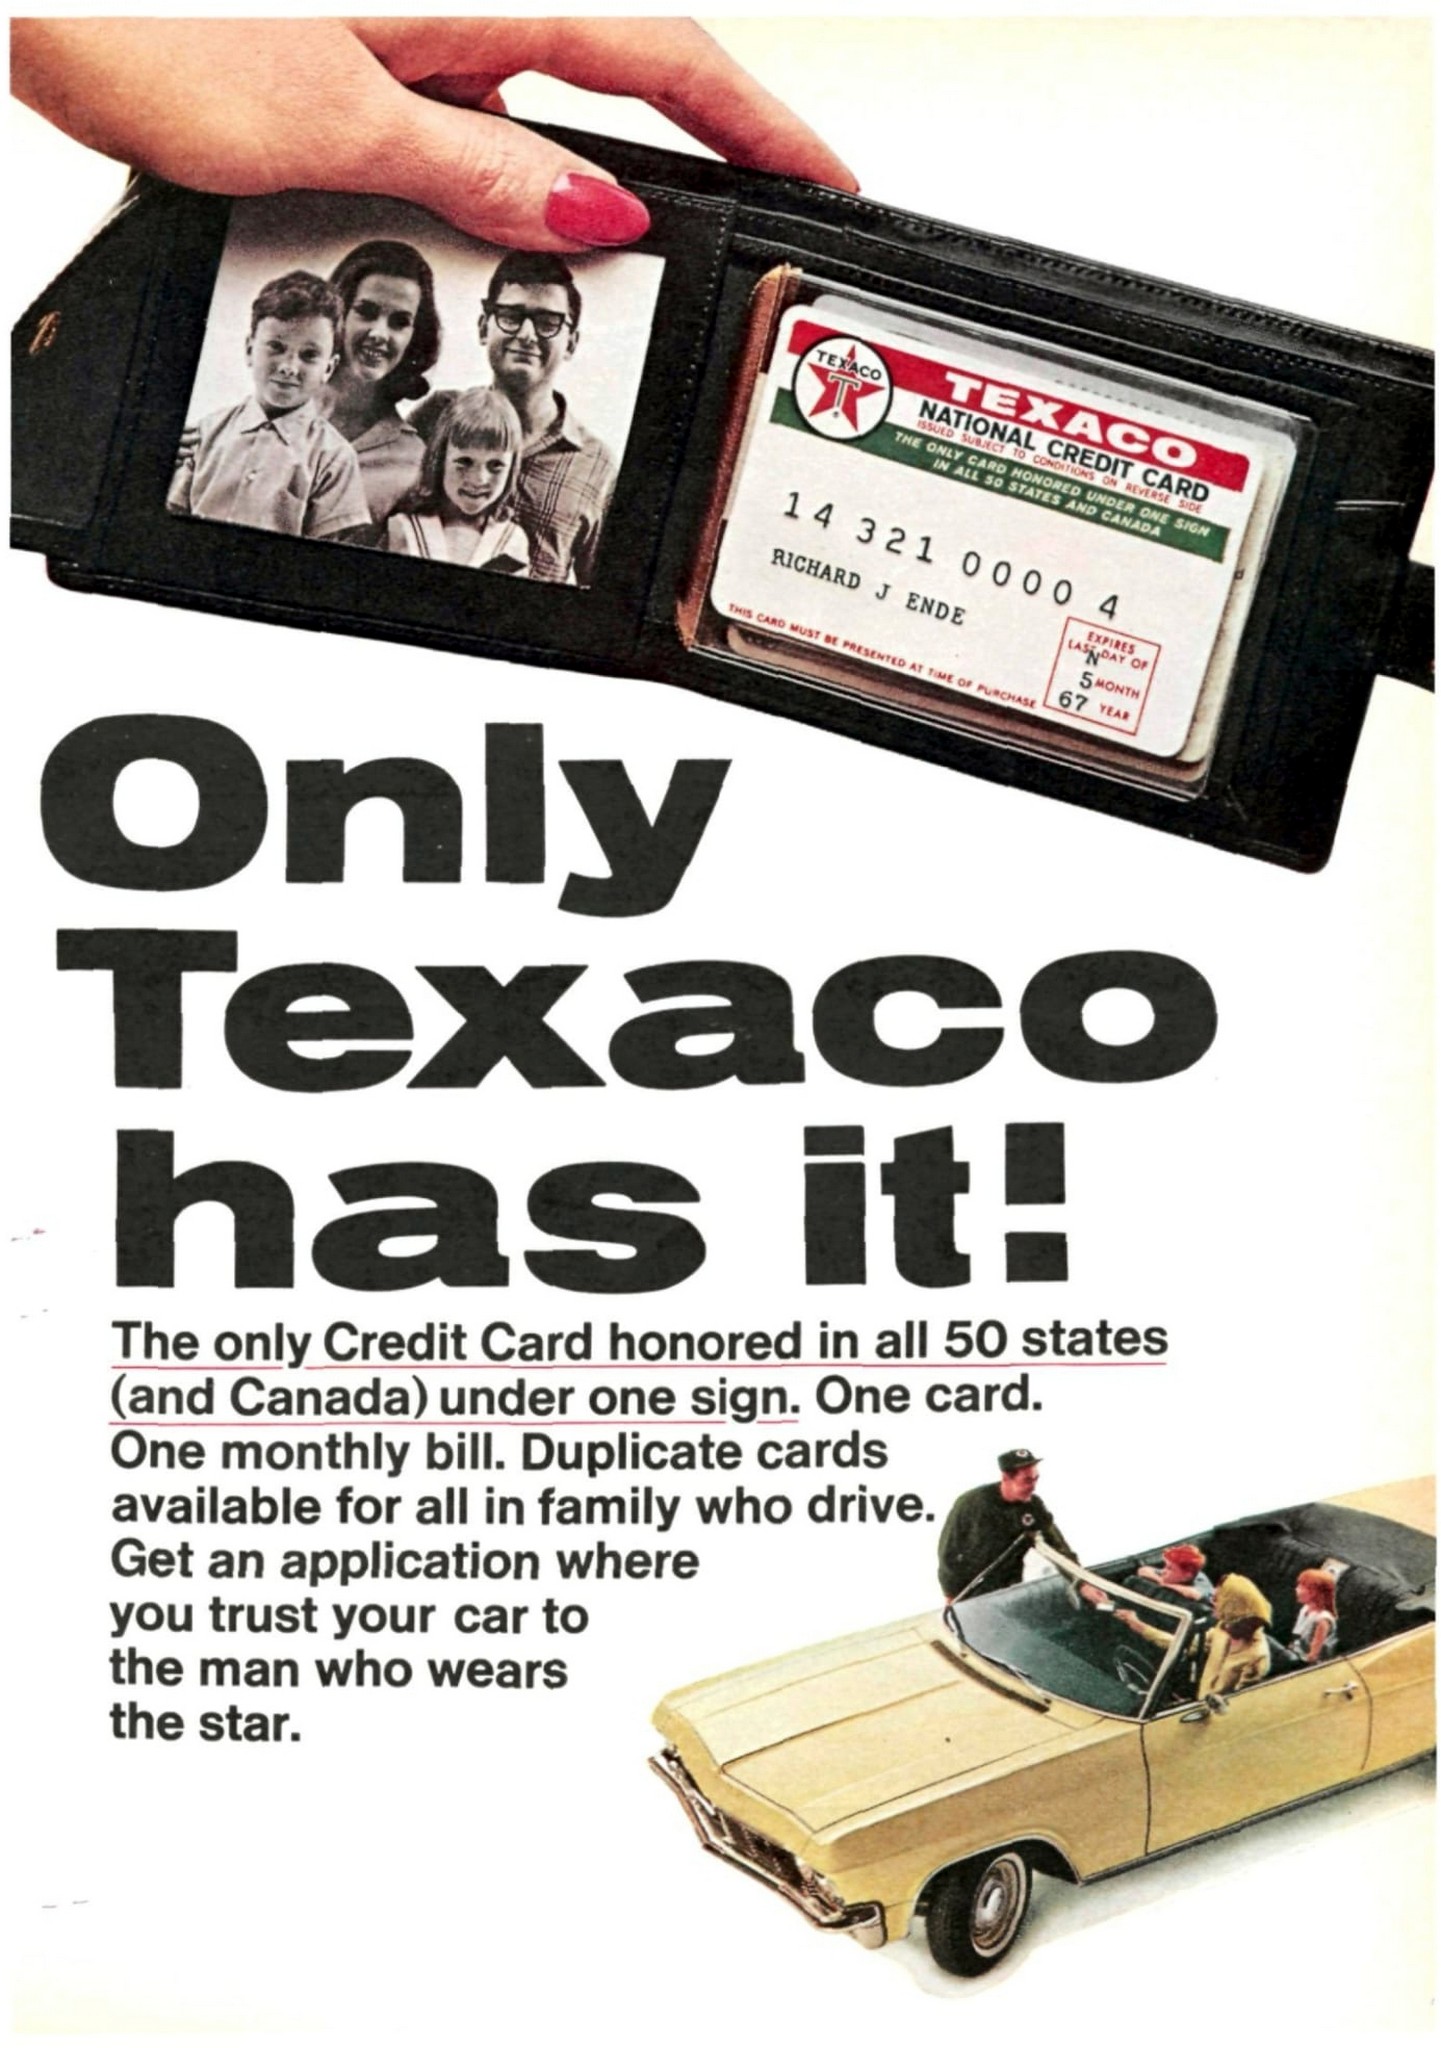 TEXACO
T
TEXACO
NATIONAL CREDIT CARD
ISSUED SUBJECT TO CONDITIONS ON REVERSE SIDE
THE ONLY CARD HONORED UNDER ONE SIGN
IN ALL 50 STATES AND CANADA
14 321 0000 4
RICHARD J ENDE
THIS CARD MUST BE PRESENTED AT TIME OF PURCHASE
EXPIRES
LAST DAY OF
N
5 MONTH
67 YEAR
Only
Texaco
has it!
The only Credit Card honored in all 50 states
(and Canada) under one sign. One card.
One monthly bill. Duplicate cards
available for all in family who drive.
Get an application where
you trust your car to
the man who wears
the star.